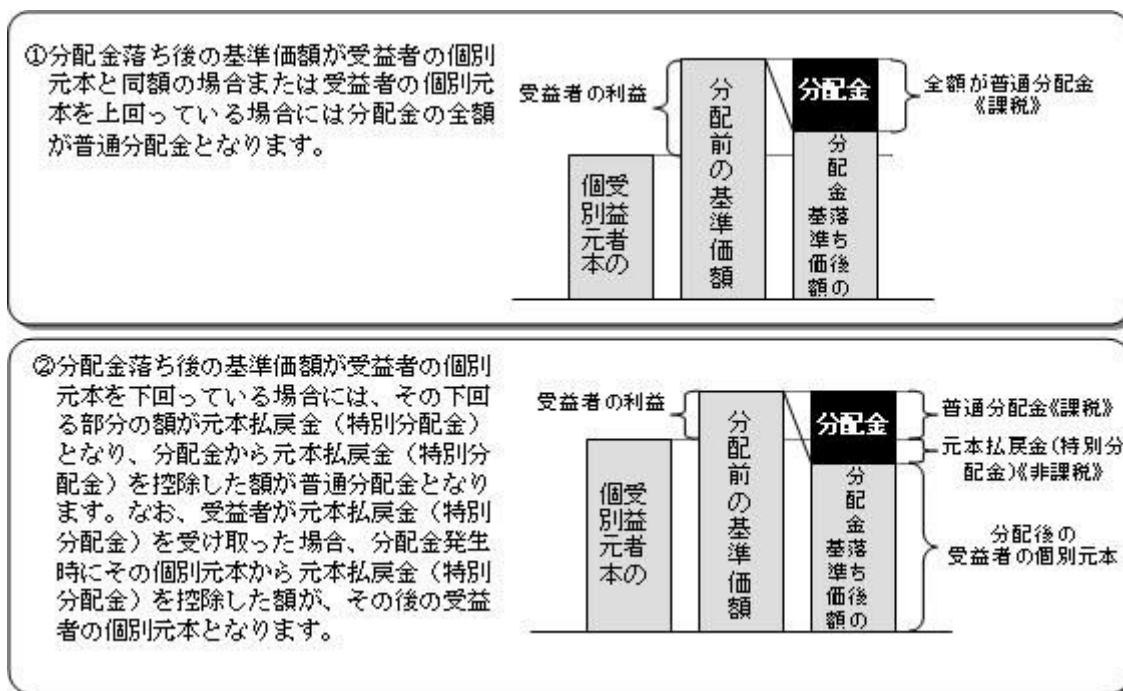 ①分配金落ち後の基準価額が受益者の個別
元本と同額の場合または受益者の個別元
本を上回っている場合には分配金の全額
が普通分配金となります。
受益者の利益
受益者の
個別元本
分配前の基準価額
分配金
分配金落ち後の
基準価額
全額が普通分配金
《課税》
②分配金落ち後の基準価額が受益者の個別
元本を下回っている場合には、その下回
る部分の額が元本払戻金（特別分配金）
となり、分配金から元本払戻金（特別分
配金）を控除した額が普通分配金となり
ます。なお、受益者が元本払戻金（特別
分配金）を受け取った場合、分配金発生
時にその個別元本から元本払戻金（特別
分配金）を控除した額が、その後の受益
者の個別元本となります。
受益者の利益
受益者の
個別元本
分配前の基準価額
分配金
分配金落ち後の
基準価額
普通分配金《課税》
元本払戻金(特別分
配金)《非課税》
分配後の
受益者の個別元本